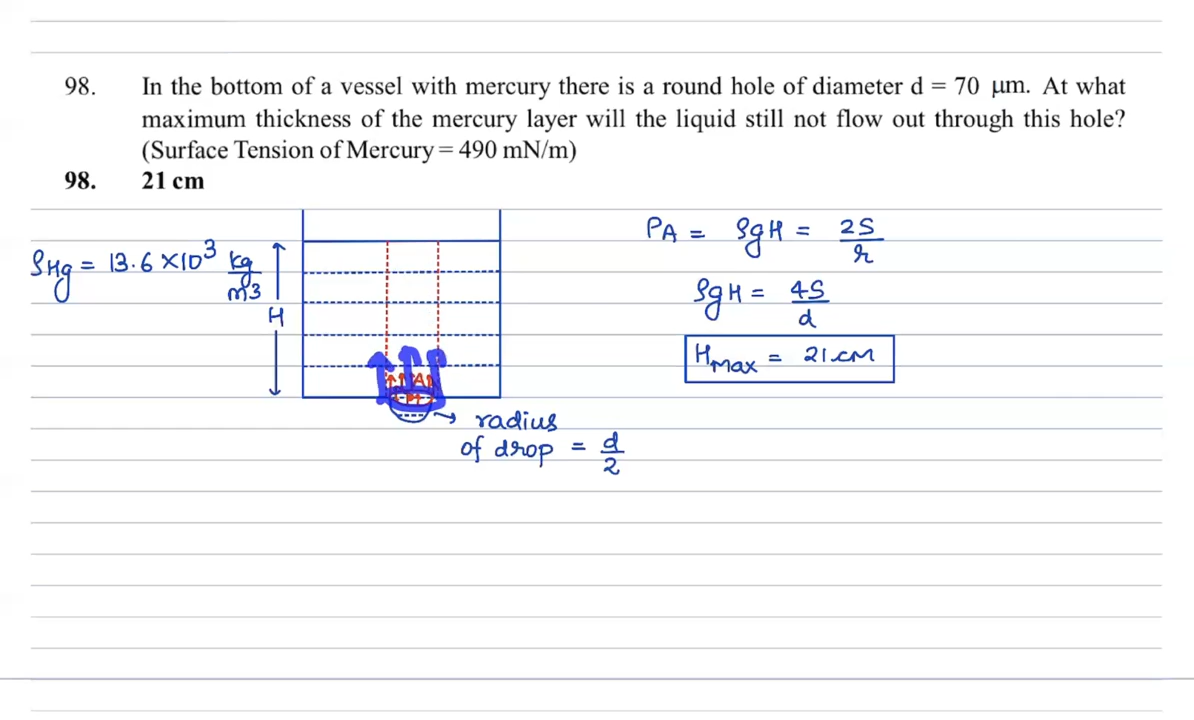 98. In the bottom of a vessel with mercury there is a round hole of diameter d = 70 μm. At what
maximum thickness of the mercury layer will the liquid still not flow out through this hole?
(Surface Tension of Mercury = 490 mN/m)
98. 21 cm
ρHg = 13.6 × 10³ kg/m³
H
A
radius
of drop = d/2
PA = ρgH = 2S/r
ρgH = 4S/d
Hmax = 21 cm